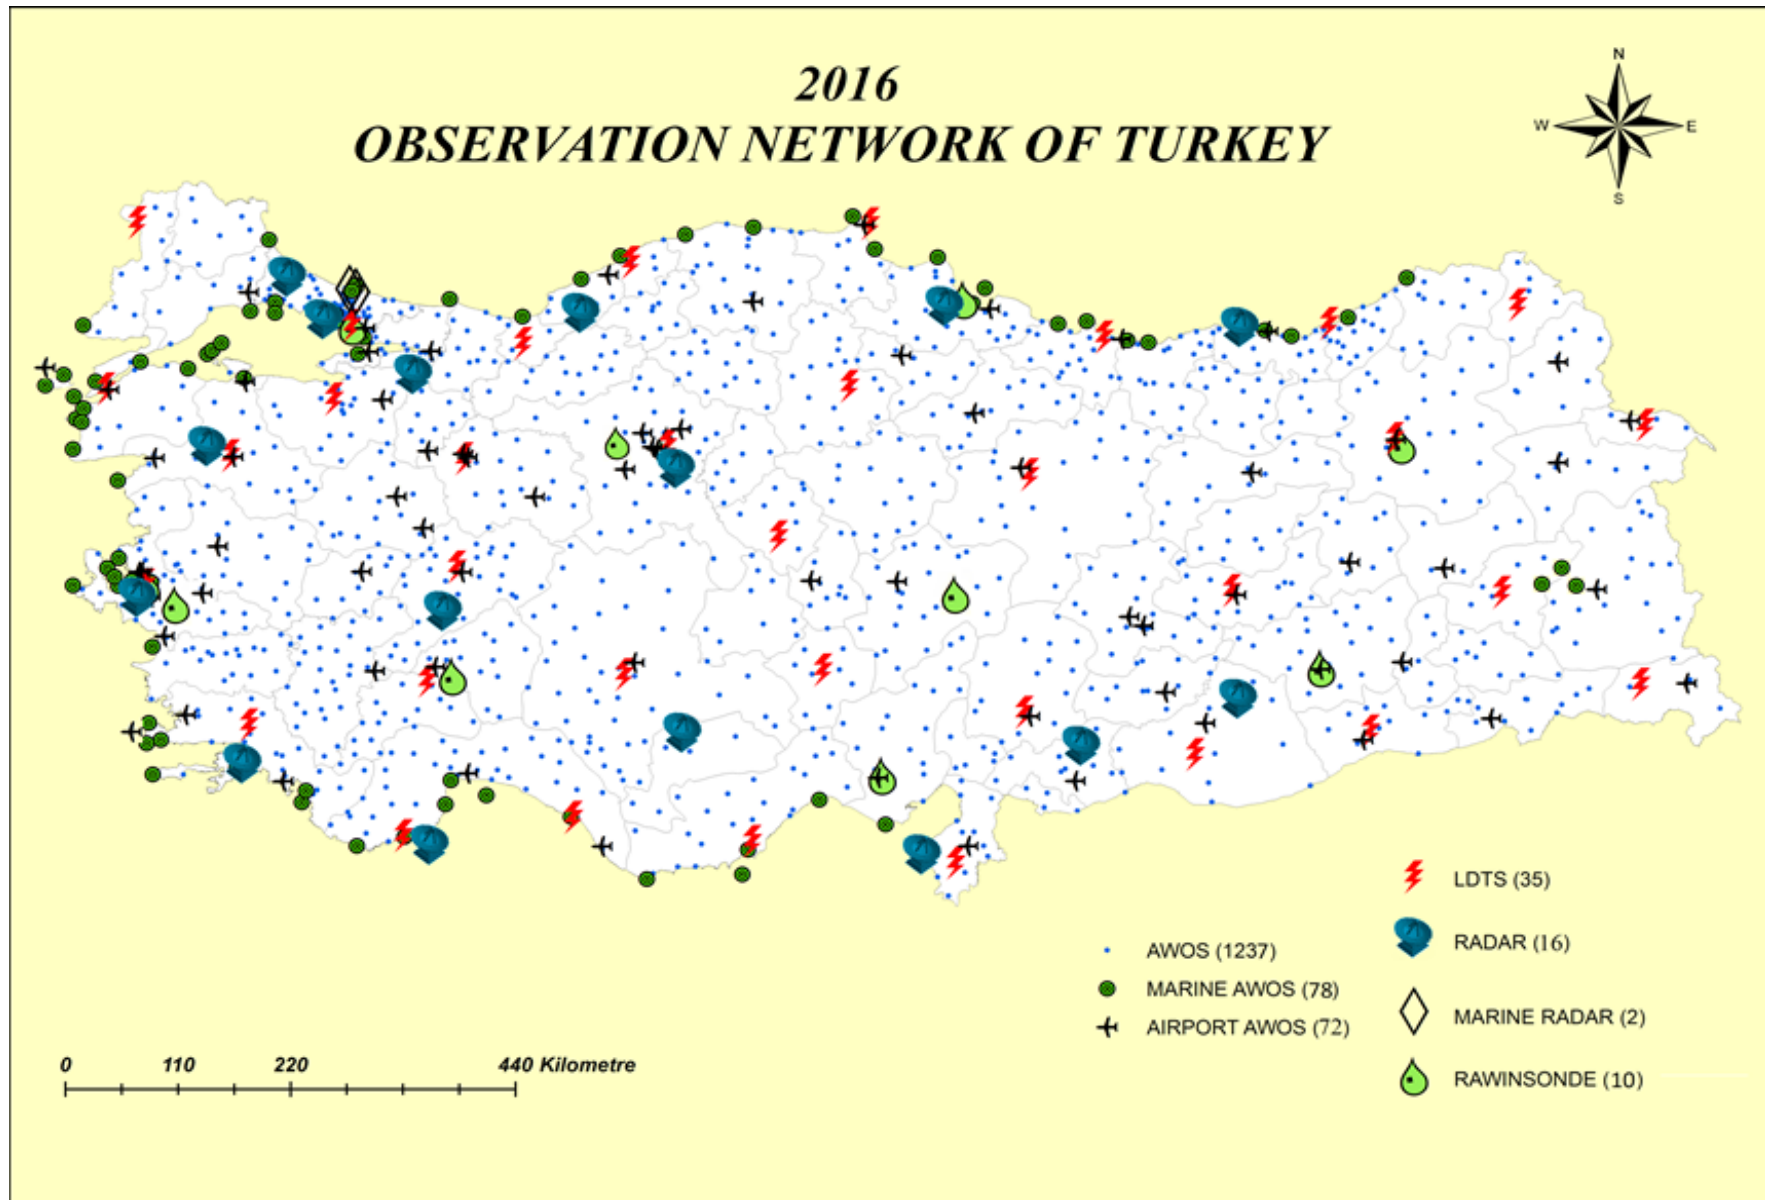 2016
OBSERVATION NETWORK OF TURKEY
N
W
E
S
LDTS (35)
RADAR (16)
MARINE RADAR (2)
RAWINSONDE (10)
AWOS (1237)
MARINE AWOS (78)
AIRPORT AWOS (72)
0 110 220 440 Kilometre